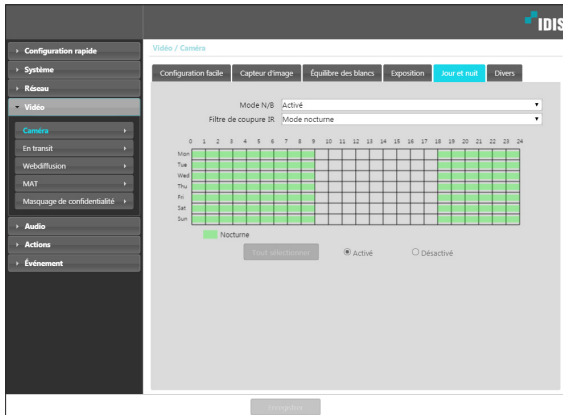 IDIS
Configuration rapide
Système
Réseau
Vidéo
Caméra
En transit
Webdiffusion
MAT
Masquage de confidentialité
Audio
Actions
Événement
Vidéo / Caméra
Configuration facile Capteur d'image Équilibre des blancs Exposition Jour et nuit Divers
Mode N/B Activé
Filtre de coupure IR Mode nocturne
0 1 2 3 4 5 6 7 8 9 10 11 12 13 14 15 16 17 18 19 20 21 22 23 24
Mon
Tue
Wed
Thu
Fri
Sat
Sun
Nocturne
Tout sélectionner Activé Désactivé
Enregistrer